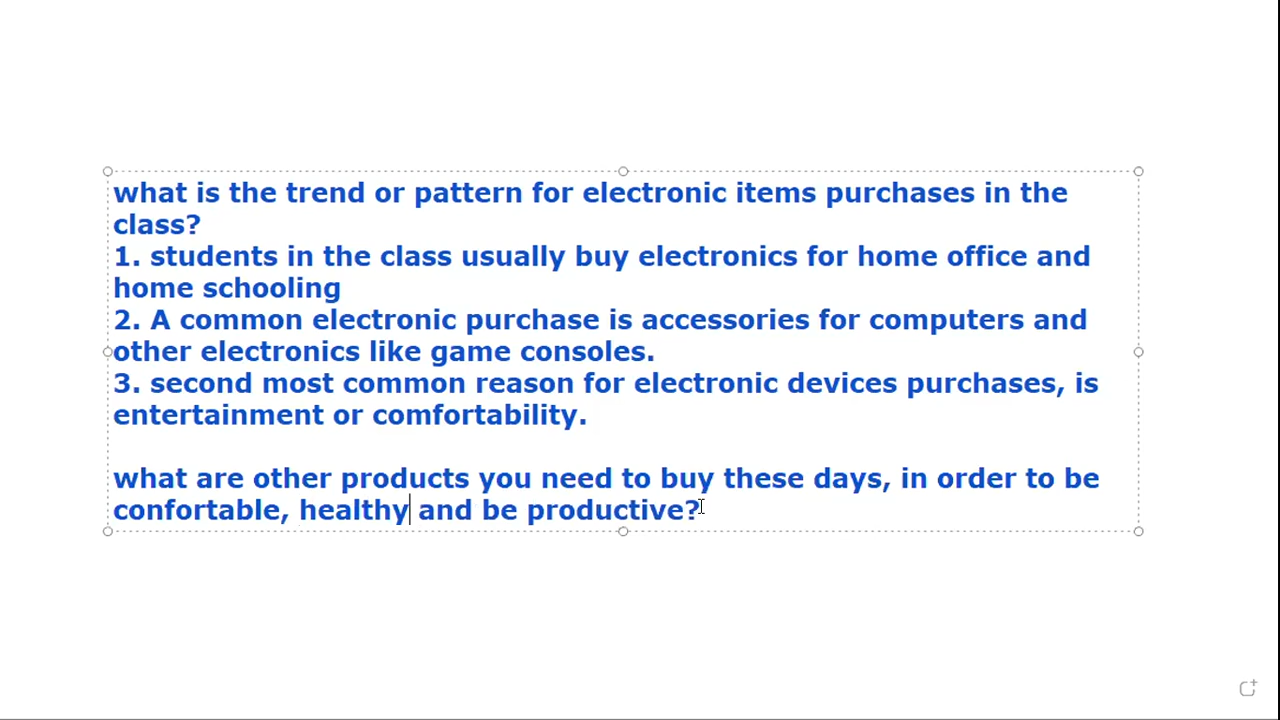 what is the trend or pattern for electronic items purchases in the
class?
1. students in the class usually buy electronics for home office and
home schooling
2. A common electronic purchase is accessories for computers and
other electronics like game consoles.
3. second most common reason for electronic devices purchases, is
entertainment or comfortability.
what are other products you need to buy these days, in order to be
confortable, healthy and be productive?